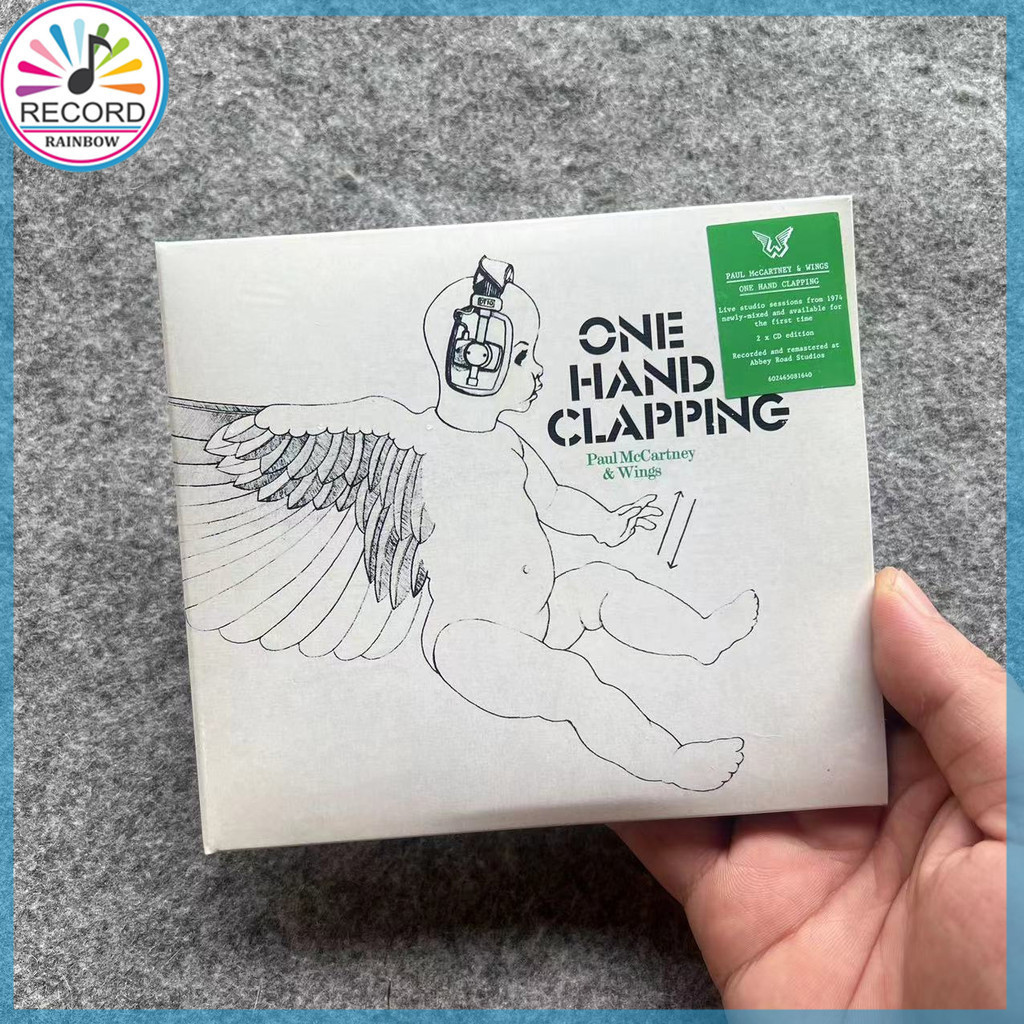 RECORD
RAINBOW
PAUL McCARTNEY & WINGS
ONE HAND CLAPPING
Live studio sessions from 1974
newly-mixed and available for
the first time
2 x CD edition
Recorded and remastered at
Abbey Road Studios
602465081640
ONE
HAND
CLAPPING
Paul McCartney
& Wings